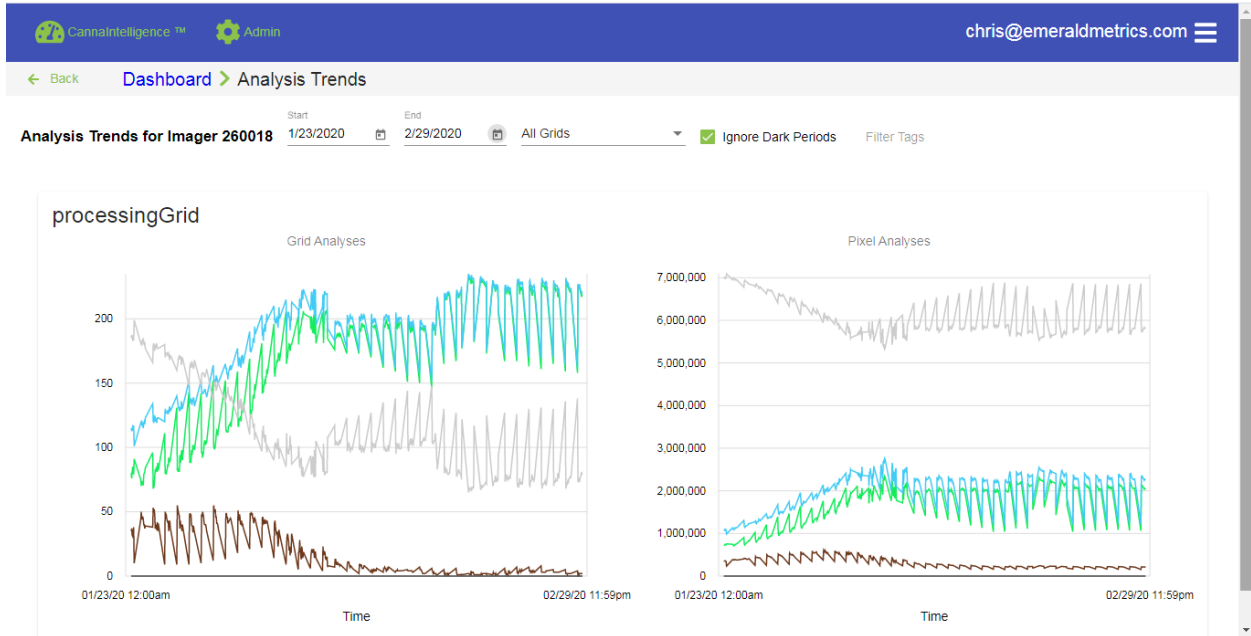 CannaIntelligence ™ Admin chris@emeraldmetrics.com
Back Dashboard Analysis Trends
Analysis Trends for Imager 260018 Start 1/23/2020 End 2/29/2020 All Grids Ignore Dark Periods Filter Tags
processingGrid
Grid Analyses
200
150
100
50
0
01/23/20 12:00am 02/29/20 11:59pm
Time
Pixel Analyses
7,000,000
6,000,000
5,000,000
4,000,000
3,000,000
2,000,000
1,000,000
0
01/23/20 12:00am 02/29/20 11:59pm
Time